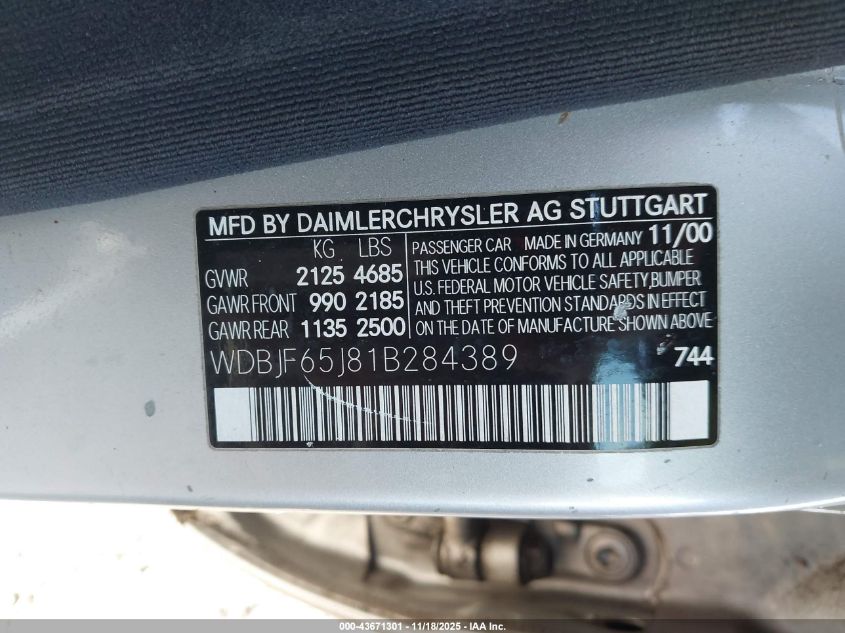 MFD BY DAIMLERCHRYSLER AG STUTTGART
KG LBS
GVWR 2125 4685
GAWR FRONT 990 2185
GAWR REAR 1135 2500
PASSENGER CAR MADE IN GERMANY 11/00
THIS VEHICLE CONFORMS TO ALL APPLICABLE
U.S. FEDERAL MOTOR VEHICLE SAFETY,BUMPER
AND THEFT PREVENTION STANDARDS IN EFFECT
ON THE DATE OF MANUFACTURE SHOWN ABOVE
WDBJF65J81B284389 744
000-43671301 - 11/18/2025 - IAA Inc.